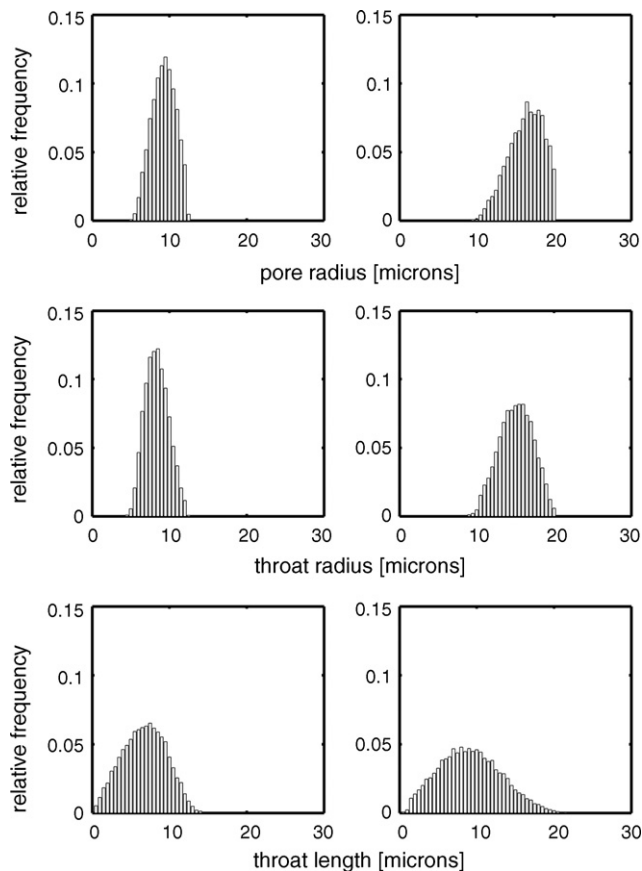 0.15 0.15
0.1 0.1
0.05 0.05
0 0
relative frequency
0 10 20 30 0 10 20 30
pore radius [microns]
0.15 0.15
0.1 0.1
0.05 0.05
0 0
relative frequency
0 10 20 30 0 10 20 30
throat radius [microns]
0.15 0.15
0.1 0.1
0.05 0.05
0 0
relative frequency
0 10 20 30 0 10 20 30
throat length [microns]